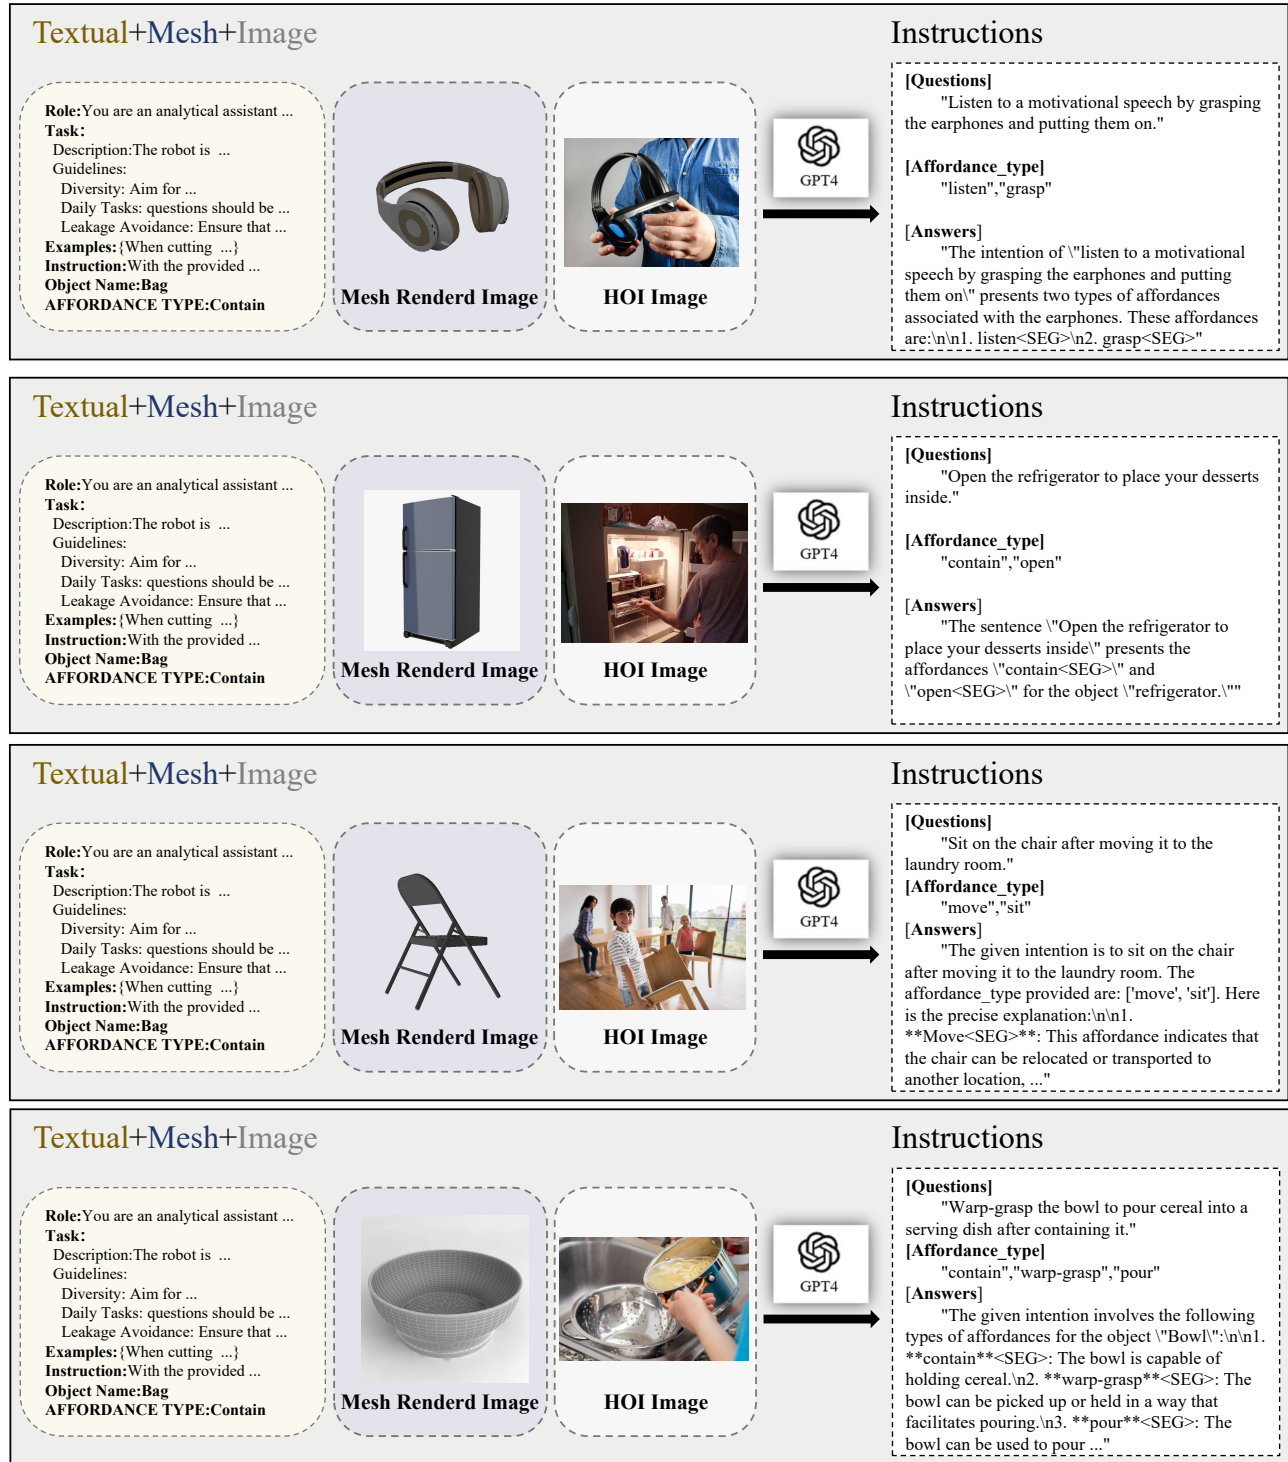 Textual+Mesh+Image
Role:You are an analytical assistant ...
Task:
Description:The robot is ...
Guidelines:
Diversity: Aim for ...
Daily Tasks: questions should be ...
Leakage Avoidance: Ensure that ...
Examples:{When cutting ...}
Instruction:With the provided ...
Object Name:Bag
AFFORDANCE TYPE:Contain
Mesh Renderd Image
HOI Image
GPT4
Instructions
[Questions]
"Listen to a motivational speech by grasping
the earphones and putting them on."
[Affordance_type]
"listen","grasp"
[Answers]
"The intention of \"listen to a motivational
speech by grasping the earphones and putting
them on\" presents two types of affordances
associated with the earphones. These affordances
are:\n\n1. listen<SEG>\n2. grasp<SEG>"
Textual+Mesh+Image
Role:You are an analytical assistant ...
Task:
Description:The robot is ...
Guidelines:
Diversity: Aim for ...
Daily Tasks: questions should be ...
Leakage Avoidance: Ensure that ...
Examples:{When cutting ...}
Instruction:With the provided ...
Object Name:Bag
AFFORDANCE TYPE:Contain
Mesh Renderd Image
HOI Image
GPT4
Instructions
[Questions]
"Open the refrigerator to place your desserts
inside."
[Affordance_type]
"contain","open"
[Answers]
"The sentence \"Open the refrigerator to
place your desserts inside\" presents the
affordances \"contain<SEG>\" and
\"open<SEG>\" for the object \"refrigerator.\""
Textual+Mesh+Image
Role:You are an analytical assistant ...
Task:
Description:The robot is ...
Guidelines:
Diversity: Aim for ...
Daily Tasks: questions should be ...
Leakage Avoidance: Ensure that ...
Examples:{When cutting ...}
Instruction:With the provided ...
Object Name:Bag
AFFORDANCE TYPE:Contain
Mesh Renderd Image
HOI Image
GPT4
Instructions
[Questions]
"Sit on the chair after moving it to the
laundry room."
[Affordance_type]
"move","sit"
[Answers]
"The given intention is to sit on the chair
after moving it to the laundry room. The
affordance_type provided are: ['move', 'sit']. Here
is the precise explanation:\n\n1.
**Move<SEG>**: This affordance indicates that
the chair can be relocated or transported to
another location, ..."
Textual+Mesh+Image
Role:You are an analytical assistant ...
Task:
Description:The robot is ...
Guidelines:
Diversity: Aim for ...
Daily Tasks: questions should be ...
Leakage Avoidance: Ensure that ...
Examples:{When cutting ...}
Instruction:With the provided ...
Object Name:Bag
AFFORDANCE TYPE:Contain
Mesh Renderd Image
HOI Image
GPT4
Instructions
[Questions]
"Warp-grasp the bowl to pour cereal into a
serving dish after containing it."
[Affordance_type]
"contain","warp-grasp","pour"
[Answers]
"The given intention involves the following
types of affordances for the object \"Bowl\":\n\n1.
**contain**<SEG>: The bowl is capable of
holding cereal.\n2. **warp-grasp**<SEG>: The
bowl can be picked up or held in a way that
facilitates pouring.\n3. **pour**<SEG>: The
bowl can be used to pour ..."